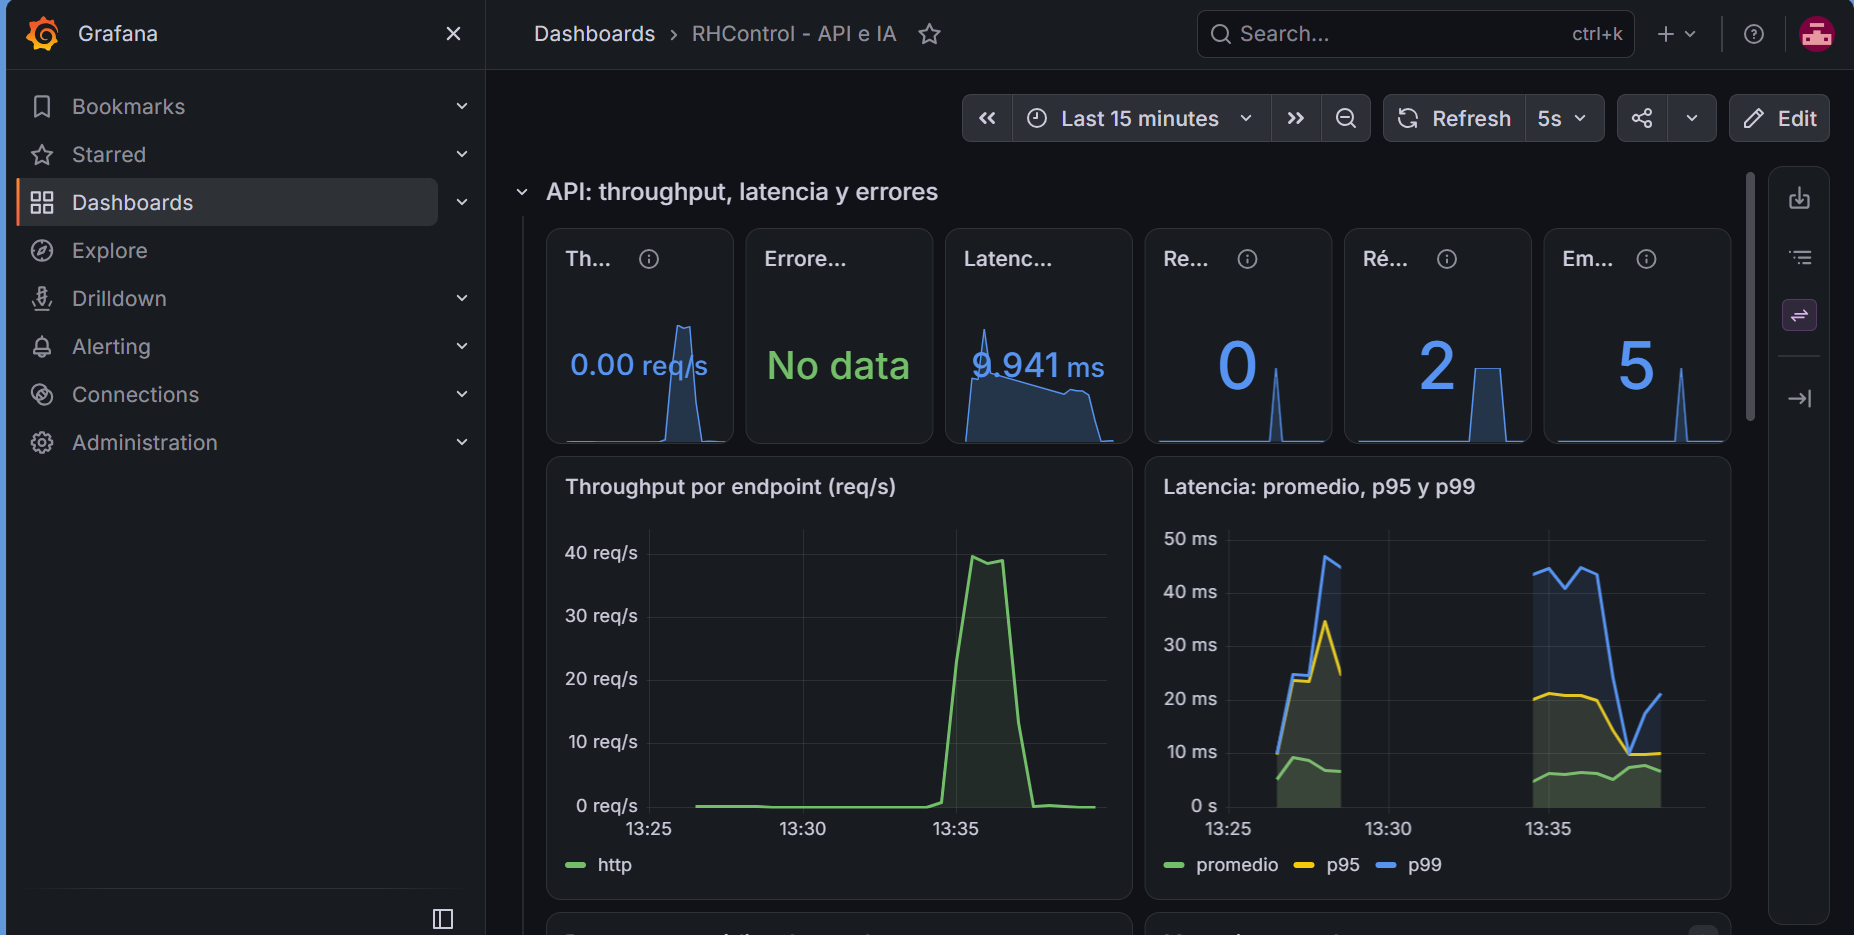 Grafana
Dashboards › RHControl - API e IA
Search... ctrl+k
Bookmarks
Starred
Dashboards
Explore
Drilldown
Alerting
Connections
Administration
Last 15 minutes
Refresh 5s
Edit
API: throughput, latencia y errores
Th...
0.00 req/s
Errore...
No data
Latenc...
9.941 ms
Re...
0
Ré...
2
Em...
5
Throughput por endpoint (req/s)
40 req/s
30 req/s
20 req/s
10 req/s
0 req/s
13:25 13:30 13:35
http
Latencia: promedio, p95 y p99
50 ms
40 ms
30 ms
20 ms
10 ms
0 s
13:25 13:30 13:35
promedio p95 p99